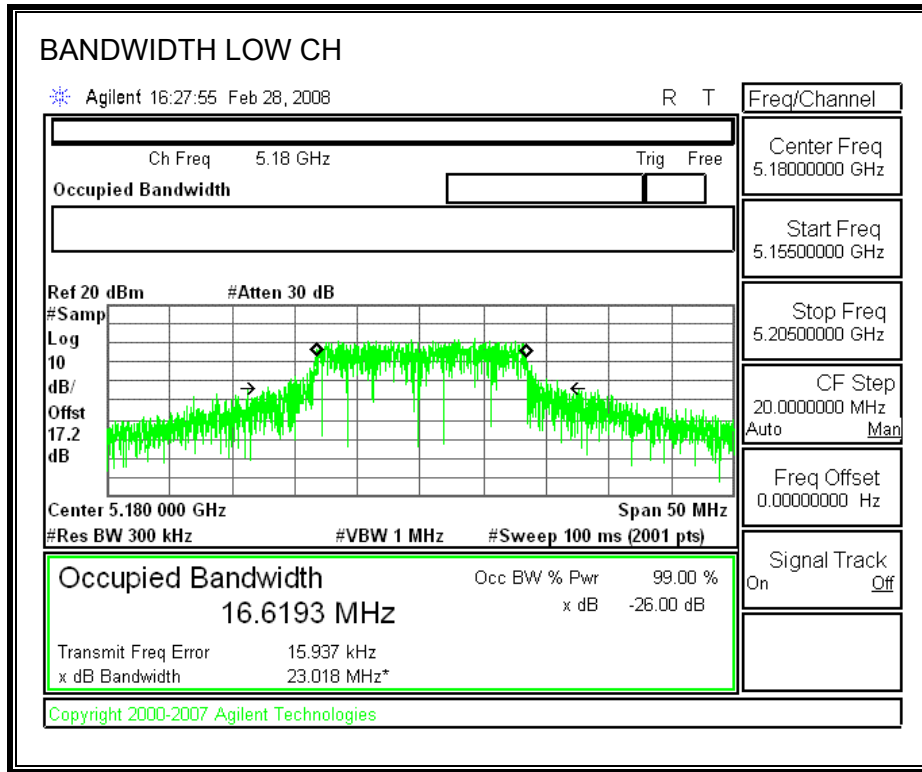 BANDWIDTH LOW CH
Agilent 16:27:55 Feb 28, 2008 R T
Freq/Channel
Ch Freq 5.18 GHz Trig Free
Occupied Bandwidth
Center Freq
5.18000000 GHz
Start Freq
5.15500000 GHz
Stop Freq
5.20500000 GHz
CF Step
20.0000000 MHz
Auto Man
Freq Offset
0.00000000 Hz
Signal Track
On Off
Ref 20 dBm #Atten 30 dB
#Samp
Log
10
dB/
Offst
17.2
dB
Center 5.180 000 GHz Span 50 MHz
#Res BW 300 kHz #VBW 1 MHz #Sweep 100 ms (2001 pts)
Occupied Bandwidth Occ BW % Pwr 99.00 %
16.6193 MHz x dB -26.00 dB
Transmit Freq Error 15.937 kHz
x dB Bandwidth 23.018 MHz*
Copyright 2000-2007 Agilent Technologies